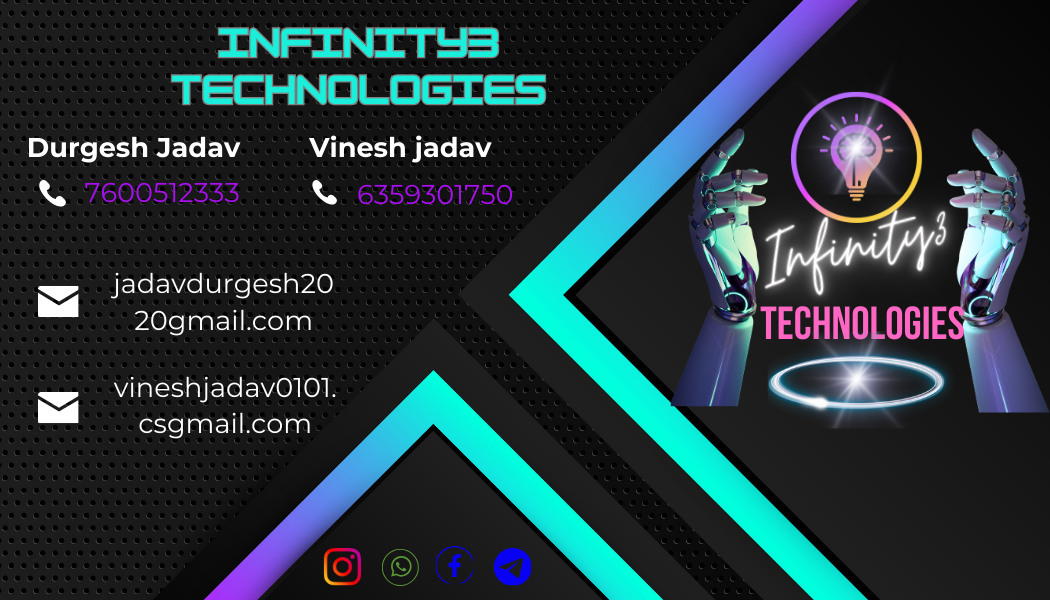 INFINITY3
TECHNOLOGIES
Durgesh Jadav
Vinesh jadav
7600512333
6359301750
jadavdurgesh20
20gmail.com
vineshjadav0101.
csgmail.com
Infinity3
TECHNOLOGIES